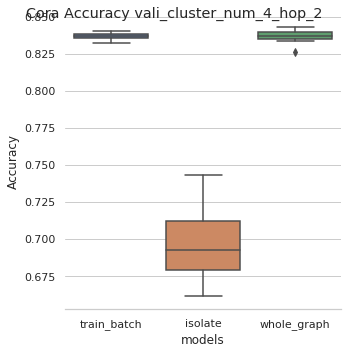 Cora Accuracy vali_cluster_num_4_hop_2
0.850
0.825
0.800
0.775
0.750
0.725
0.700
0.675
Accuracy
train_batch isolate whole_graph
models